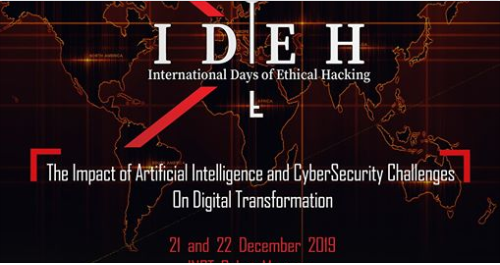 I D E H
International Days of Ethical Hacking
The Impact of Artificial Intelligence and CyberSecurity Challenges
On Digital Transformation
21 and 22 December 2019